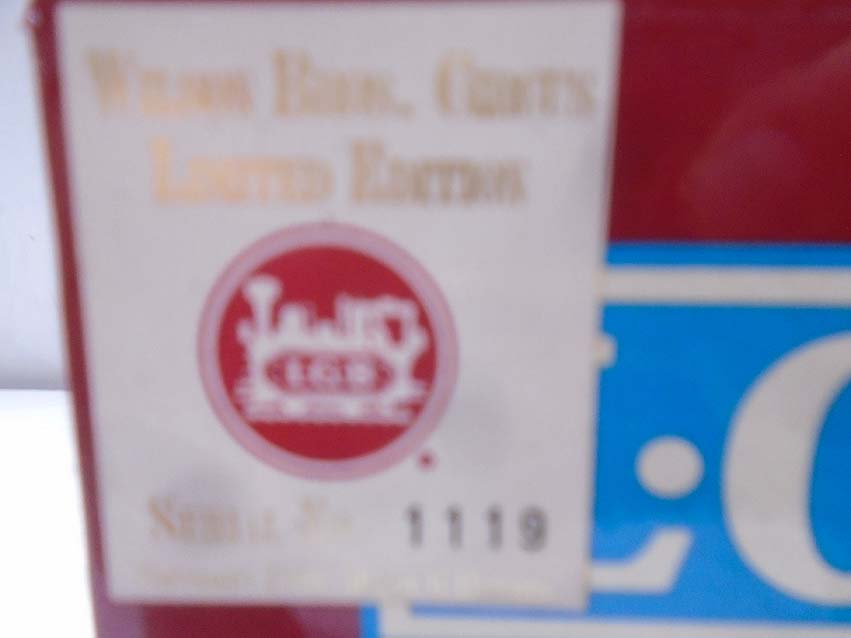 Wilson Bros. Circus
Limited Edition
LGB
Serial No 1119
L·G